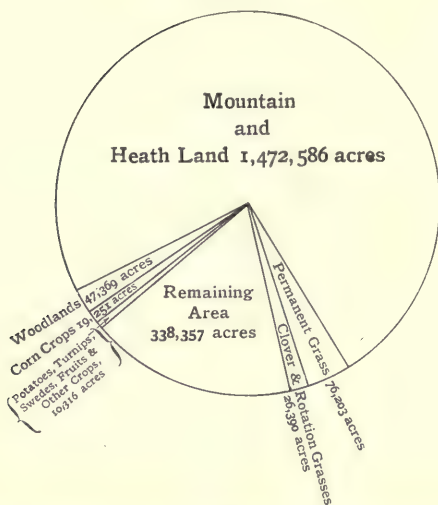 Mountain
and
Heath Land 1,472,586 acres
Woodlands 47,369 acres
Corn Crops 19,251 acres
Potatoes, Turnips,
Swedes, Fruits &
Other Crops,
10,316 acres
Remaining
Area
338,357 acres
Clover & Rotation Grasses
26,390 acres
Permanent Grass 76,203 acres